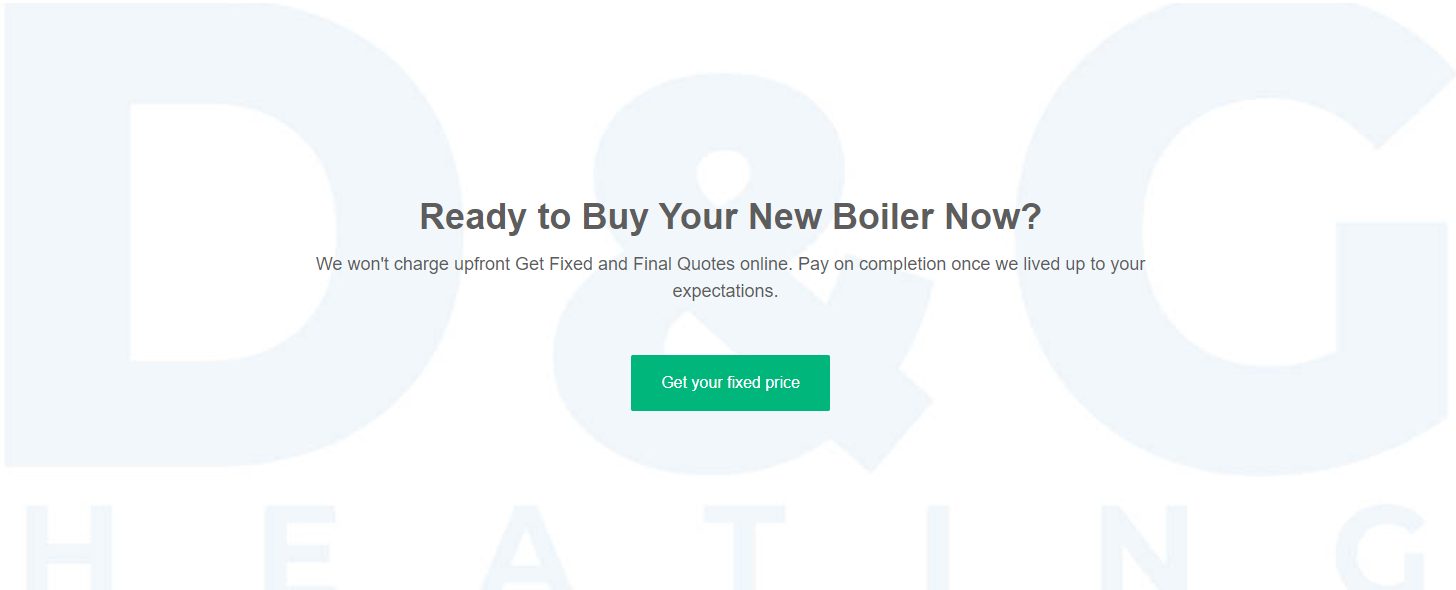 D&G
Ready to Buy Your New Boiler Now?
We won't charge upfront Get Fixed and Final Quotes online. Pay on completion once we lived up to your
expectations.
Get your fixed price
HEATING